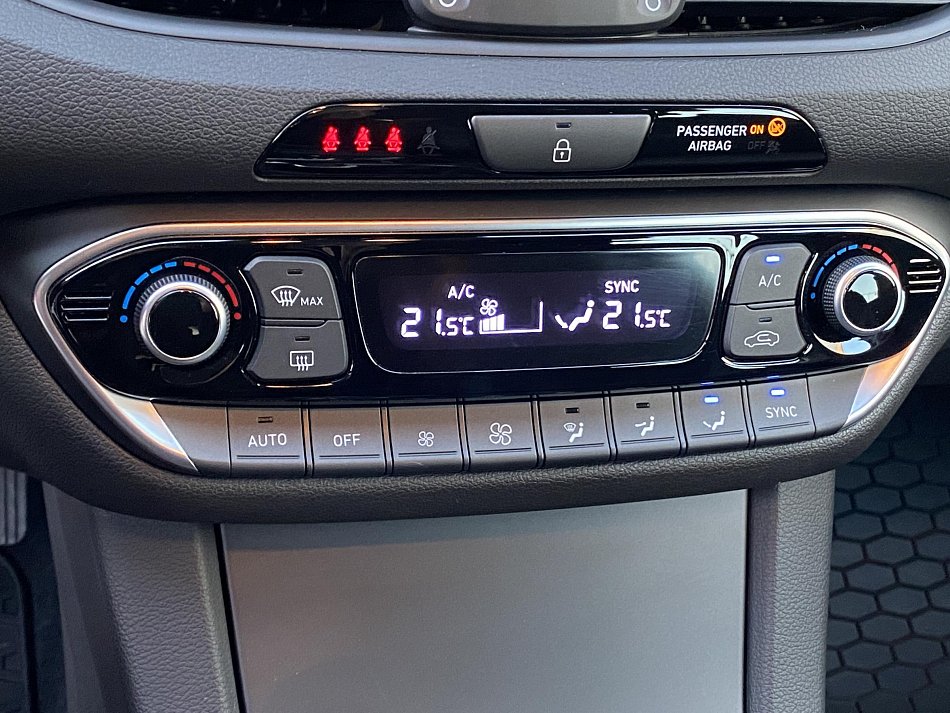 PASSENGER ON
AIRBAG OFF
A/C SYNC
21.5°C 21.5°C
MAX
A/C
AUTO OFF SYNC